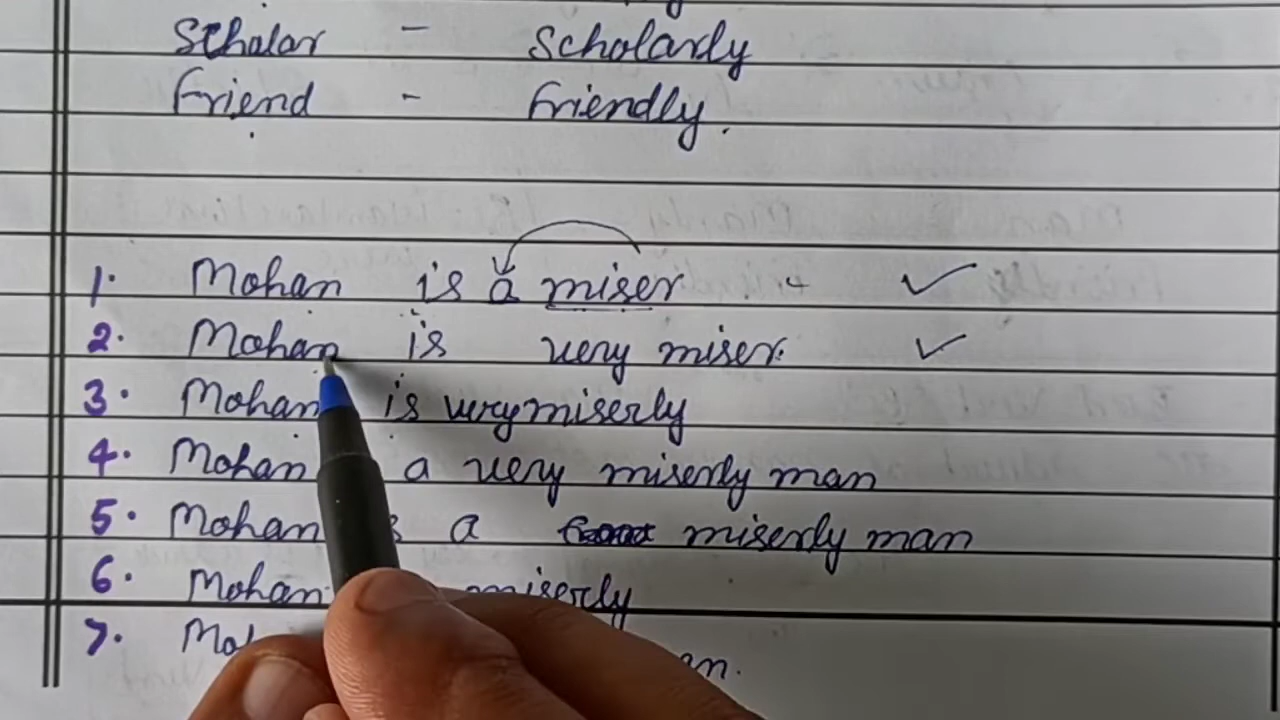 Scholar - Scholarly
Friend - Friendly.
1. Mohan is a miser.
2. Mohan is very miser.
3. Mohan is very miserly
4. Mohan a very miserly man
5. Mohan a miserly man
6. Mohan miserly
7.